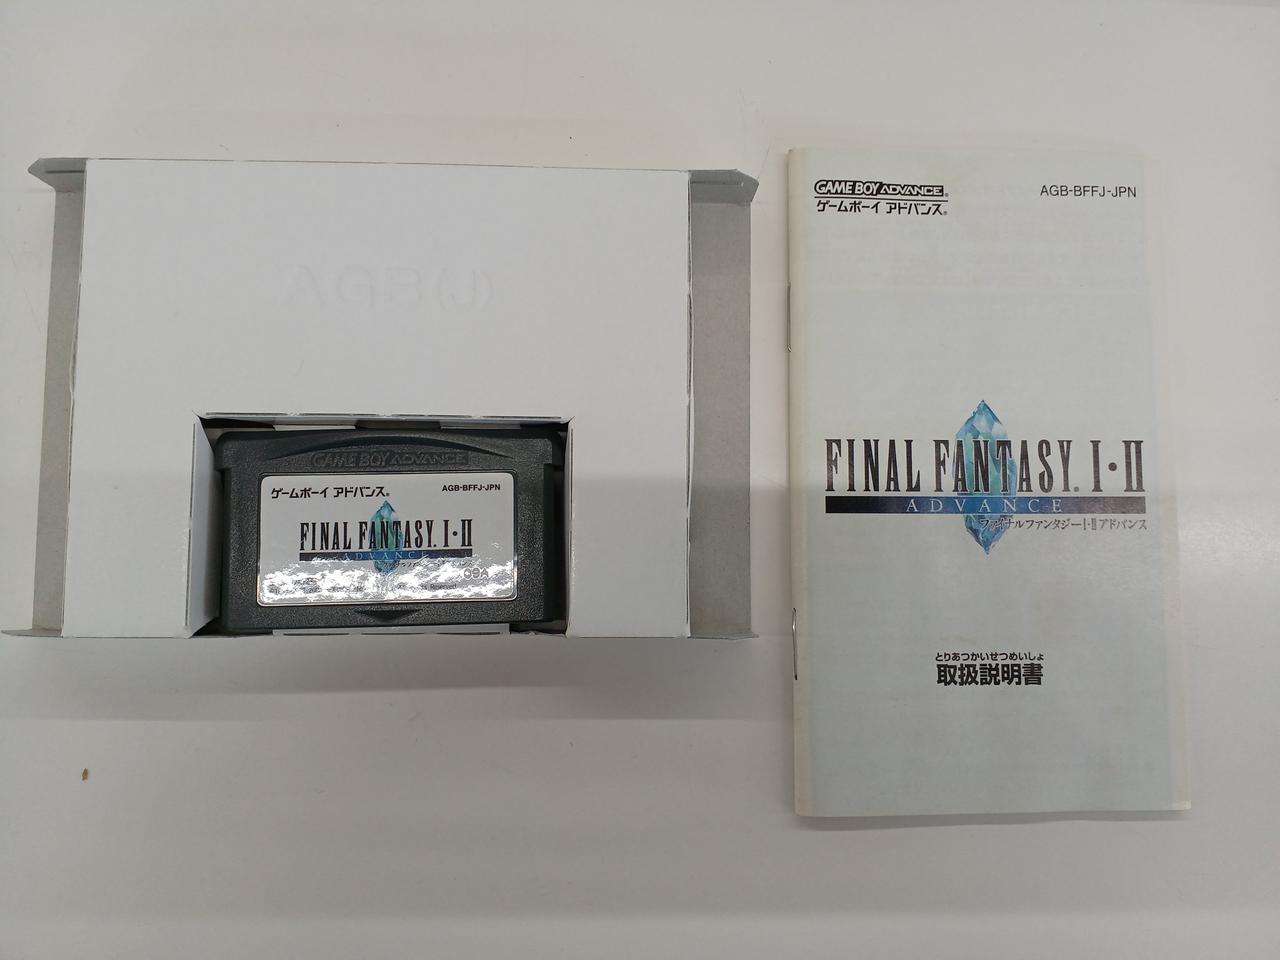 GAME BOY ADVANCE
ゲームボーイ アドバンス®
AGB-BFFJ-JPN
FINAL FANTASY® I・II
ADVANCE
GAME BOY ADVANCE®
ゲームボーイ アドバンス®
AGB-BFFJ-JPN
FINAL FANTASY® I・II
ADVANCE
ファイナルファンタジーI・IIアドバンス
とりあつかいせつめいしょ
取扱説明書